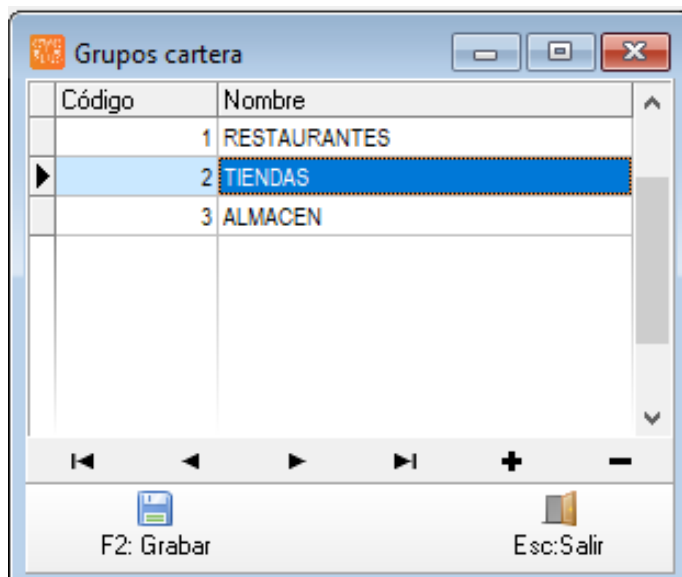 Grupos cartera
Código Nombre
1 RESTAURANTES
2 TIENDAS
3 ALMACEN
F2: Grabar Esc:Salir